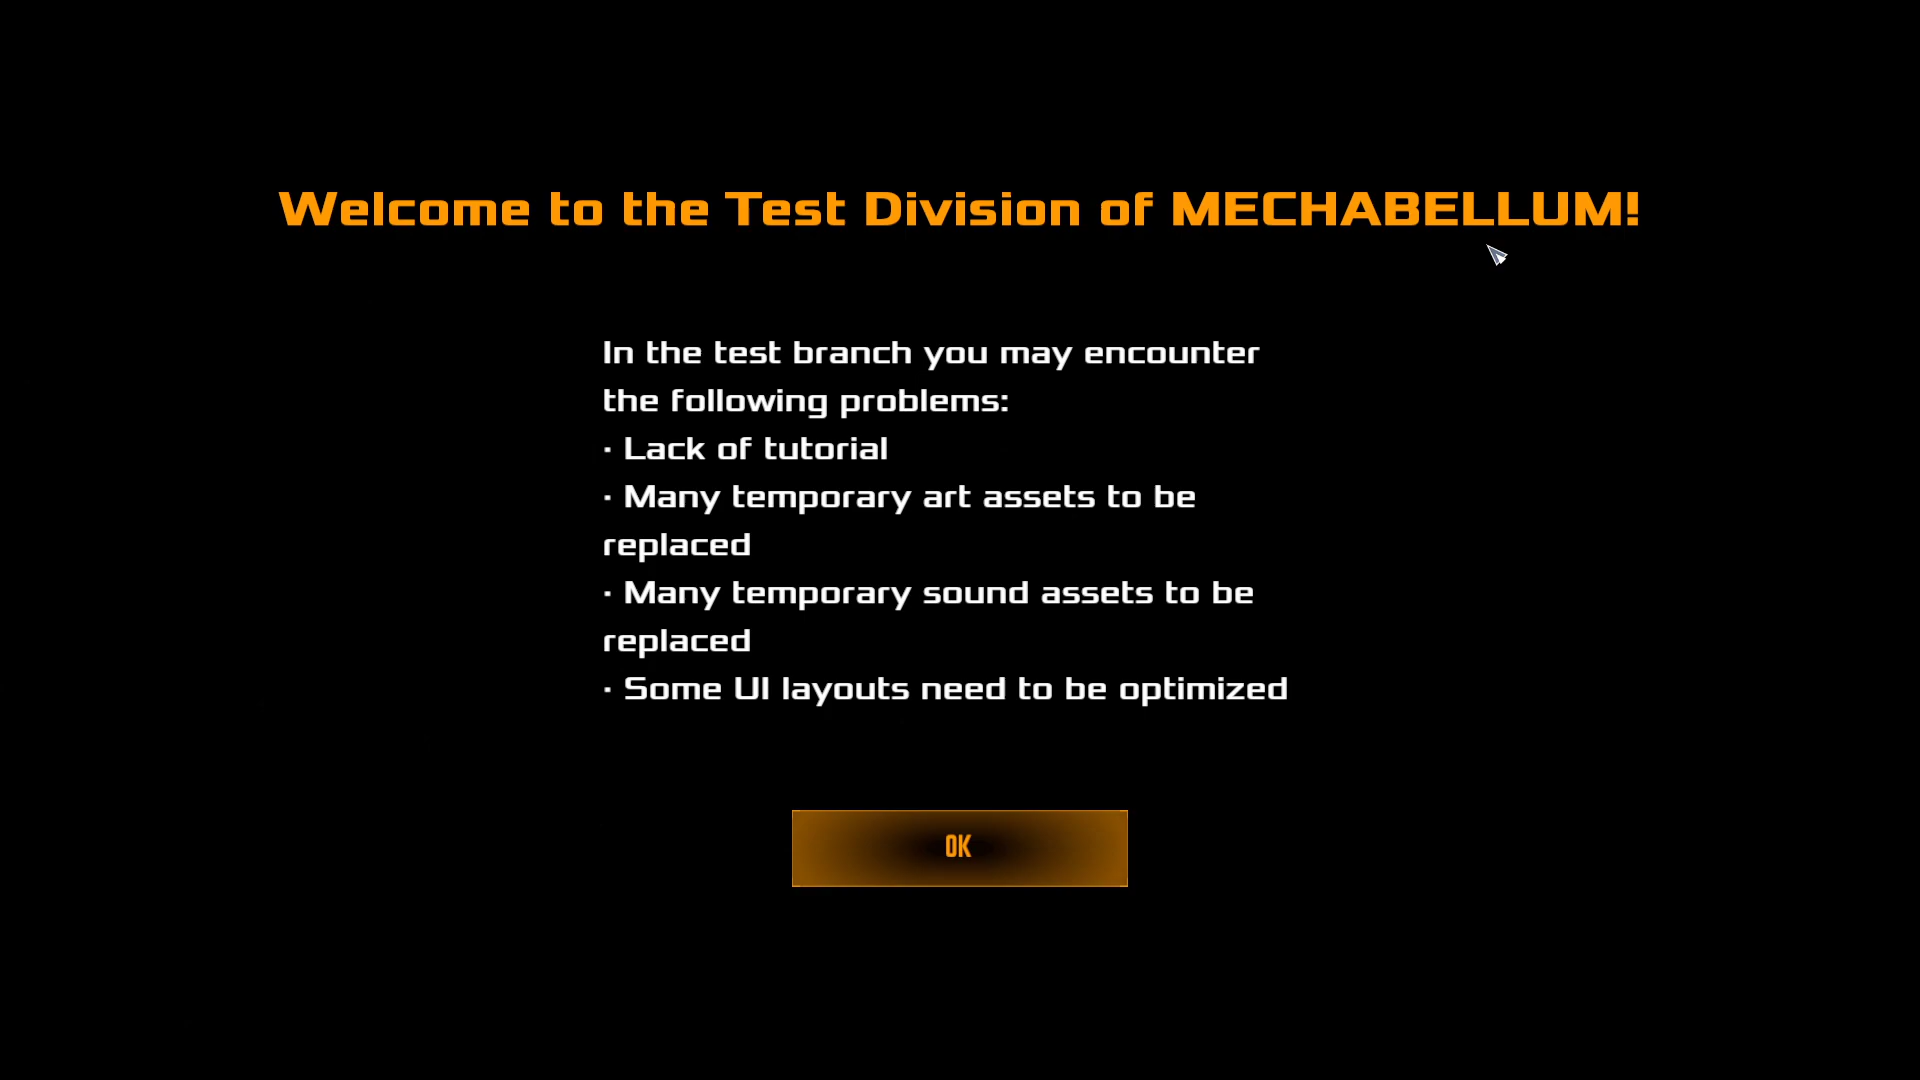 Welcome to the Test Division of MECHABELLUM!
In the test branch you may encounter
the following problems:
· Lack of tutorial
· Many temporary art assets to be
replaced
· Many temporary sound assets to be
replaced
· Some UI layouts need to be optimized
OK